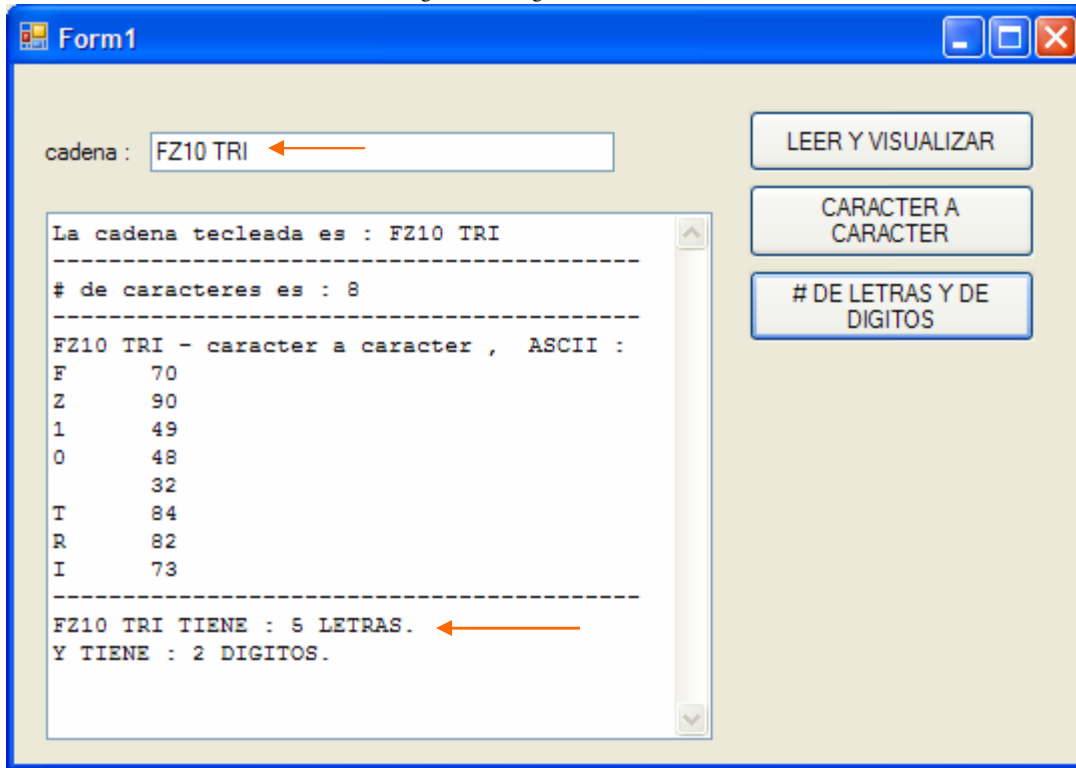 Form1
cadena : FZ10 TRI
LEER Y VISUALIZAR
CARACTER A
CARACTER
# DE LETRAS Y DE
DIGITOS
La cadena tecleada es : FZ10 TRI
------------------------------------------
# de caracteres es : 8
------------------------------------------
FZ10 TRI - caracter a caracter ,  ASCII :
F 70
Z 90
1 49
0 48
32
T 84
R 82
I 73
------------------------------------------
FZ10 TRI TIENE : 5 LETRAS.
Y TIENE : 2 DIGITOS.